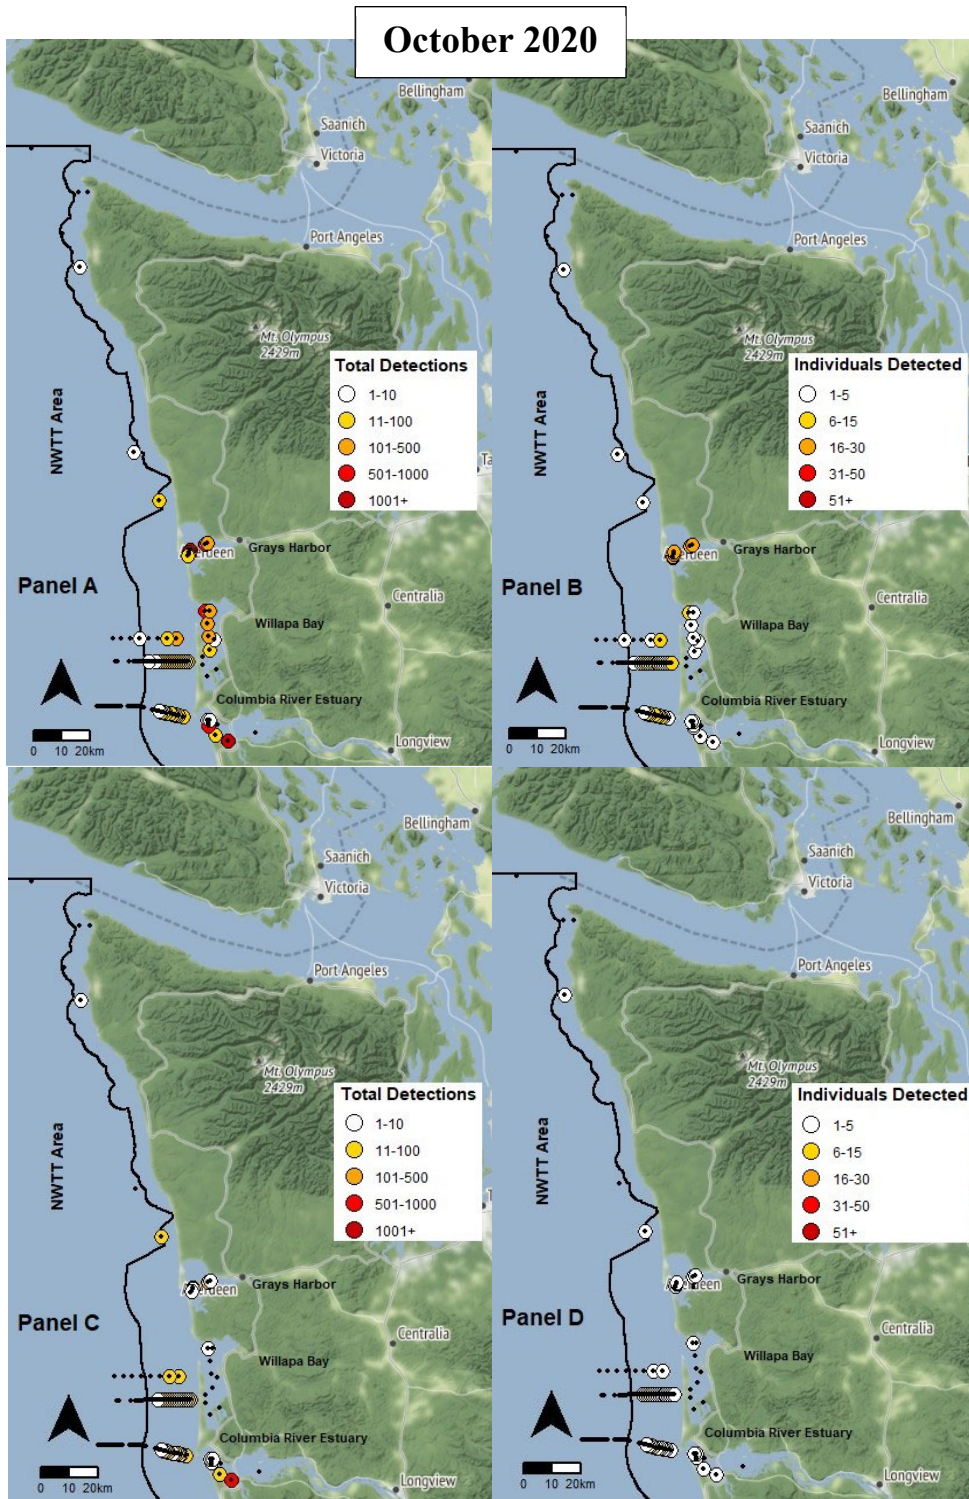 October 2020
Bellingham
Saanich
Victoria
Port Angeles
Mt. Olympus
2429m
NWTT Area
Total Detections
1-10
11-100
101-500
501-1000
1001+
Ta
Aberdeen
Grays Harbor
Panel A
Centralia
Willapa Bay
Columbia River Estuary
0 10 20km
Longview
Bellingham
Saanich
Victoria
Port Angeles
Mt. Olympus
2429m
NWTT Area
Individuals Detected
1-5
6-15
16-30
31-50
51+
Aberdeen
Grays Harbor
Panel B
Centralia
Willapa Bay
Columbia River Estuary
0 10 20km
Longview
Bellingham
Saanich
Victoria
Port Angeles
Mt. Olympus
2429m
NWTT Area
Total Detections
1-10
11-100
101-500
501-1000
1001+
T
Aberdeen
Grays Harbor
Panel C
Centralia
Willapa Bay
Columbia River Estuary
0 10 20km
Longview
Bellingham
Saanich
Victoria
Port Angeles
Mt. Olympus
2429m
NWTT Area
Individuals Detected
1-5
6-15
16-30
31-50
51+
Aberdeen
Grays Harbor
Panel D
Centralia
Willapa Bay
Columbia River Estuary
0 10 20km
Longview